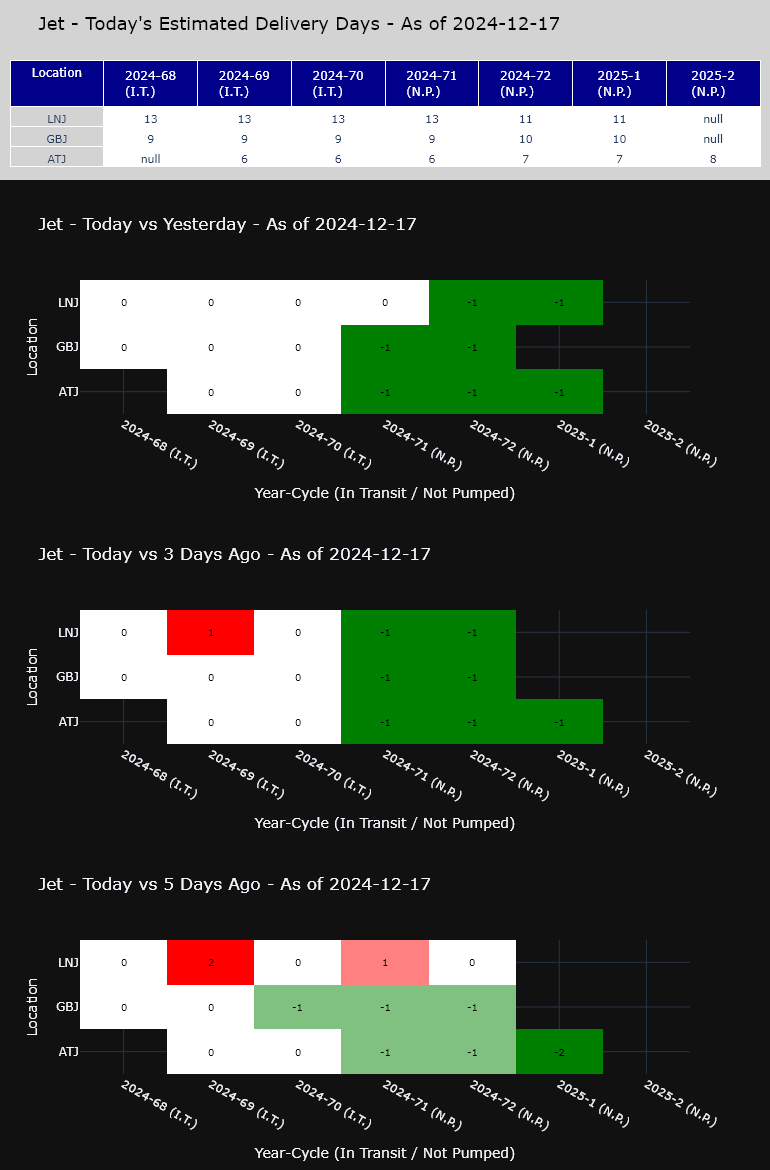 Jet - Today's Estimated Delivery Days - As of 2024-12-17
Location 2024-68 (I.T.) 2024-69 (I.T.) 2024-70 (I.T.) 2024-71 (N.P.) 2024-72 (N.P.) 2025-1 (N.P.) 2025-2 (N.P.)
LNJ 13 13 13 13 11 11 null
GBJ 9 9 9 9 10 10 null
ATJ null 6 6 6 7 7 8
Jet - Today vs Yesterday - As of 2024-12-17
Location
LNJ 0 0 0 0 -1 -1
GBJ 0 0 0 -1 -1
ATJ 0 0 -1 -1 -1
2024-68 (I.T.) 2024-69 (I.T.) 2024-70 (I.T.) 2024-71 (N.P.) 2024-72 (N.P.) 2025-1 (N.P.) 2025-2 (N.P.)
Year-Cycle (In Transit / Not Pumped)
Jet - Today vs 3 Days Ago - As of 2024-12-17
Location
LNJ 0 1 0 -1 -1
GBJ 0 0 0 -1 -1
ATJ 0 0 -1 -1 -1
2024-68 (I.T.) 2024-69 (I.T.) 2024-70 (I.T.) 2024-71 (N.P.) 2024-72 (N.P.) 2025-1 (N.P.) 2025-2 (N.P.)
Year-Cycle (In Transit / Not Pumped)
Jet - Today vs 5 Days Ago - As of 2024-12-17
Location
LNJ 0 2 0 1 0
GBJ 0 0 -1 -1 -1
ATJ 0 0 -1 -1 -2
2024-68 (I.T.) 2024-69 (I.T.) 2024-70 (I.T.) 2024-71 (N.P.) 2024-72 (N.P.) 2025-1 (N.P.) 2025-2 (N.P.)
Year-Cycle (In Transit / Not Pumped)